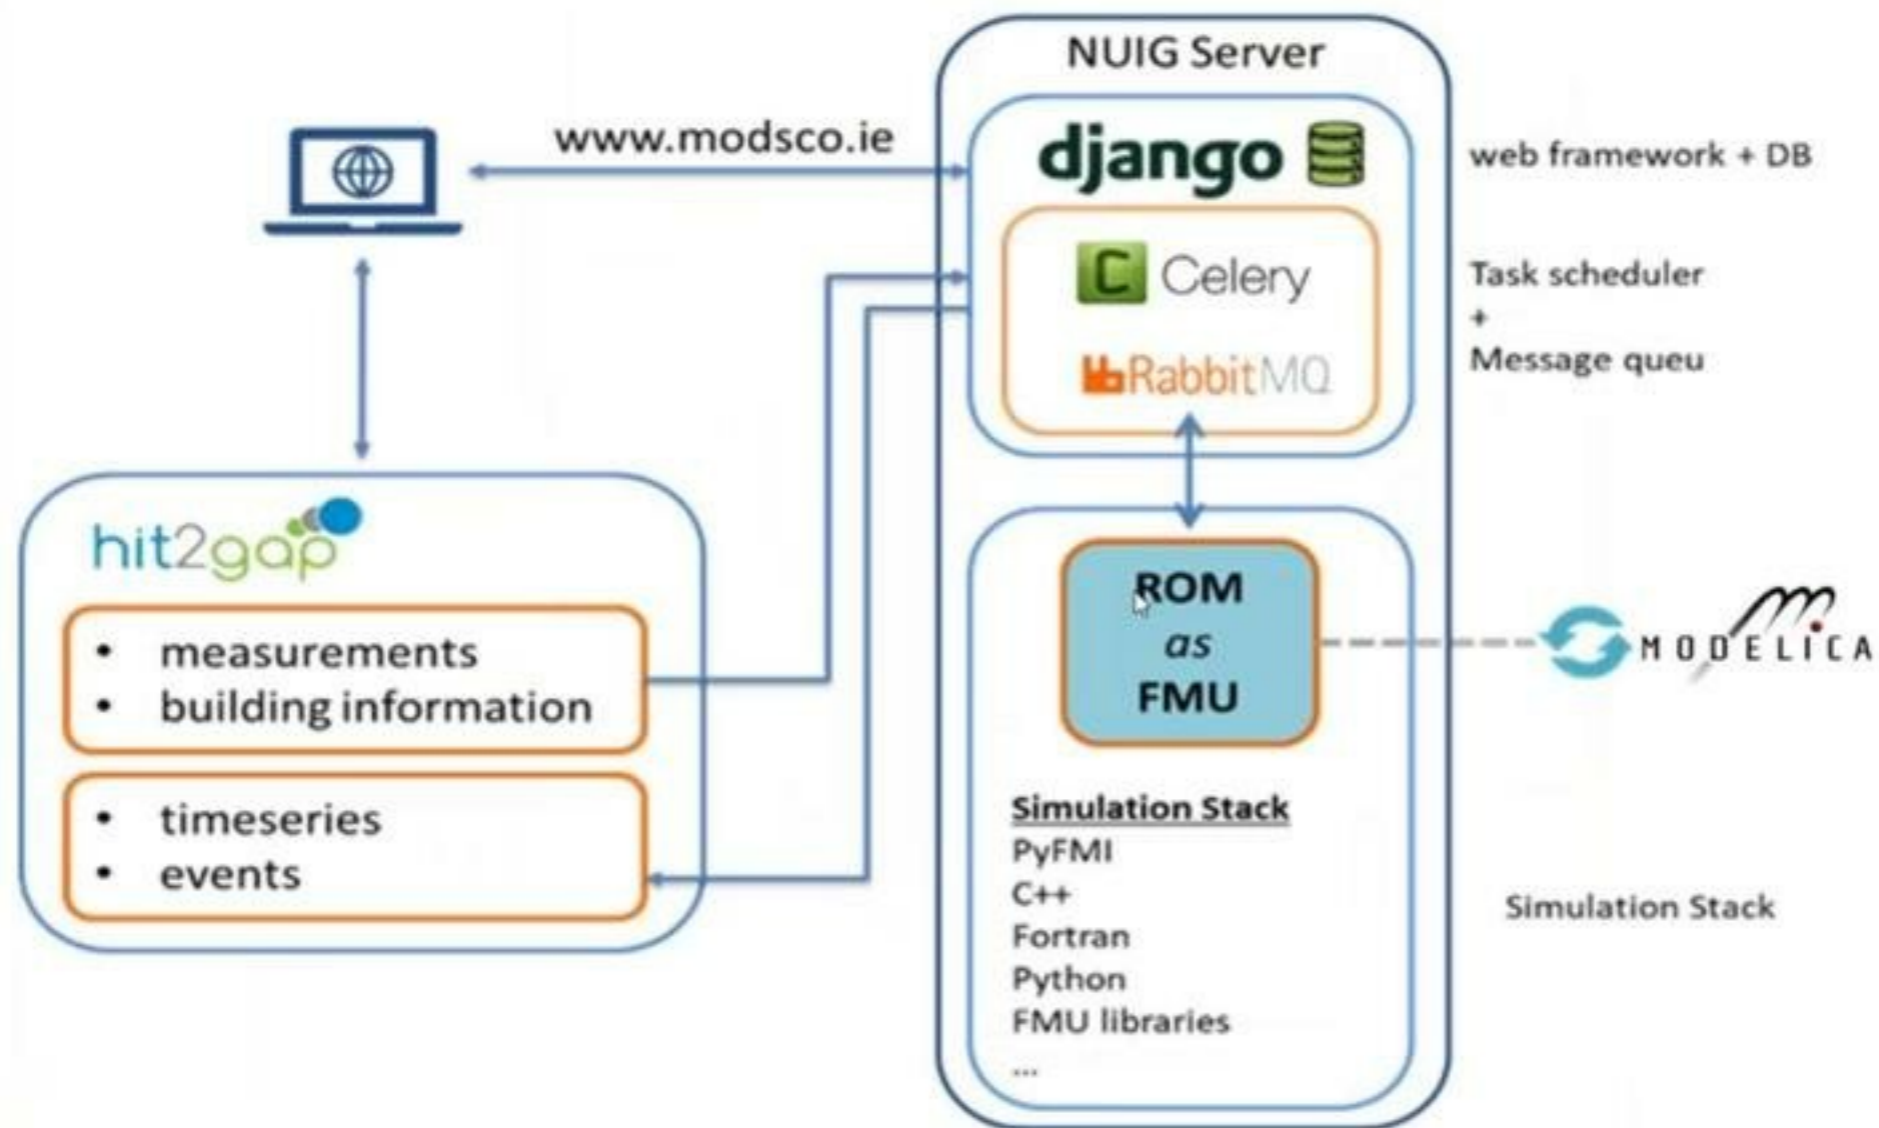 NUIG Server
www.modsco.ie
django
web framework + DB
C Celery
Task scheduler
+
Message queu
RabbitMQ
hit2gap
• measurements
• building information
• timeseries
• events
ROM
as
FMU
MODELICA
Simulation Stack
PyFMI
C++
Fortran
Python
FMU libraries
...
Simulation Stack